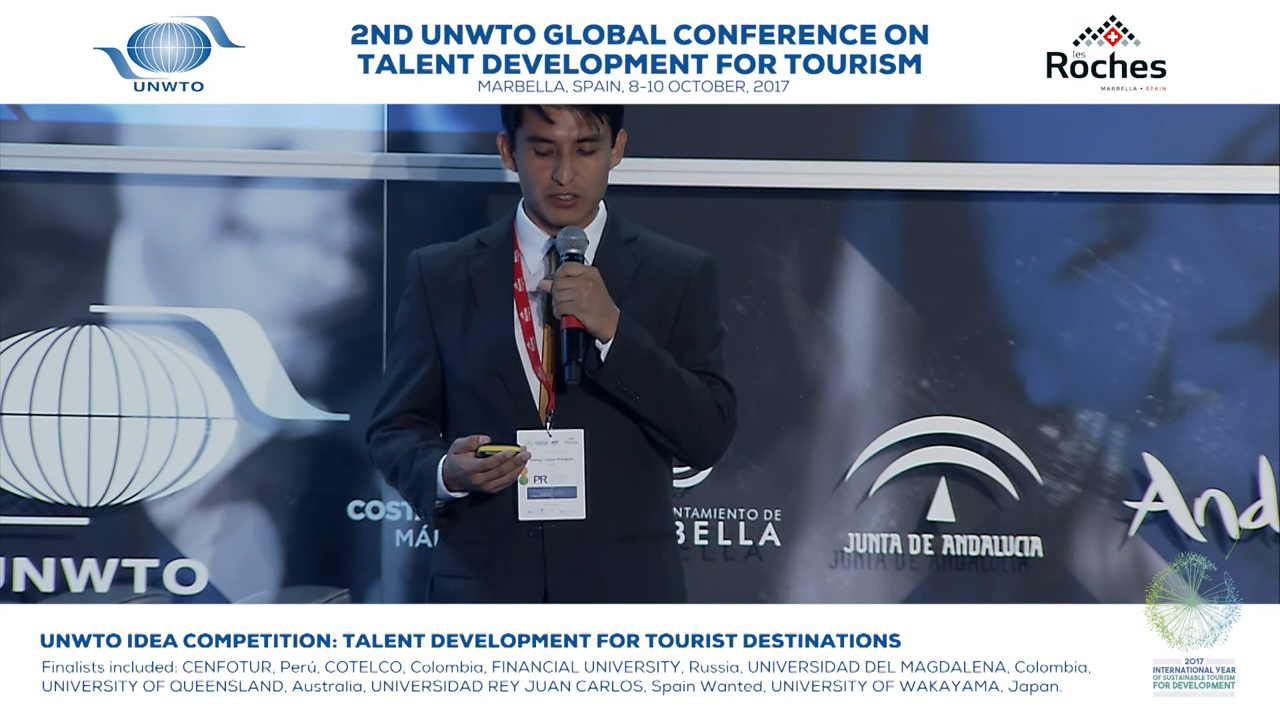 UNWTO
2ND UNWTO GLOBAL CONFERENCE ON
TALENT DEVELOPMENT FOR TOURISM
MARBELLA, SPAIN, 8-10 OCTOBER, 2017
les
Roches
MARBELLA • SPAIN
UNWTO
COST
MÁL
NTAMIENTO DE
BELLA
JUNTA DE ANDALUCIA
And
PR
UNWTO IDEA COMPETITION: TALENT DEVELOPMENT FOR TOURIST DESTINATIONS
Finalists included: CENFOTUR, Perú, COTELCO, Colombia, FINANCIAL UNIVERSITY, Russia, UNIVERSIDAD DEL MAGDALENA, Colombia,
UNIVERSITY OF QUEENSLAND, Australia, UNIVERSIDAD REY JUAN CARLOS, Spain Wanted, UNIVERSITY OF WAKAYAMA, Japan.
2017
INTERNATIONAL YEAR
OF SUSTAINABLE TOURISM
FOR DEVELOPMENT